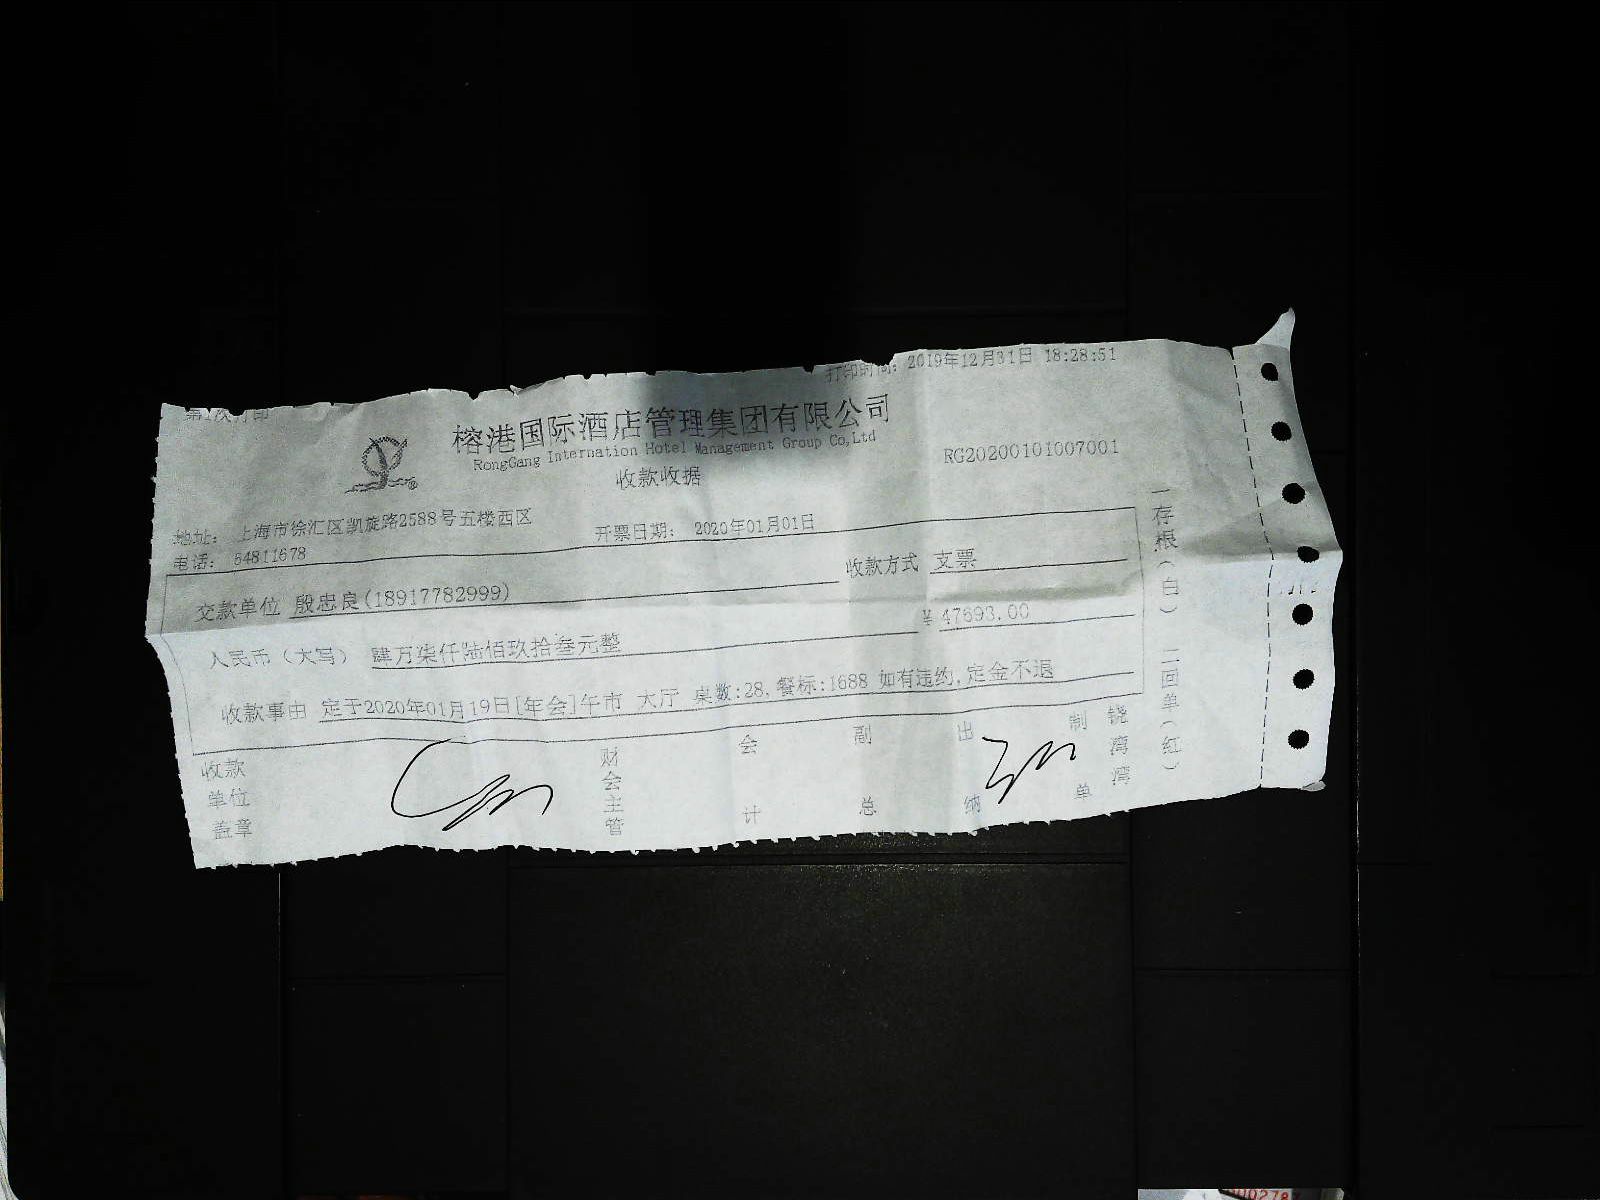 第1次打印
打印时间: 2019年12月31日 18:28:51
榕港国际酒店管理集团有限公司
RongGang Internation Hotel Management Group Co,Ltd
收款收据
RG20200101007001
地址: 上海市徐汇区凯旋路2588号五楼西区
电话: 64811678
开票日期: 2020年01月01日
交款单位 殷忠良(18917782999)
收款方式 支票
人民币（大写） 肆万柒仟陆佰玖拾叁元整
¥ 47693.00
收款事由 定于2020年01月19日[年会]午市 大厅 桌数:28, 餐标:1688 如有违约,定金不退
收款单位盖章
财会主管
会计
副总
出纳
制单
一存根（白）
二回单（红）